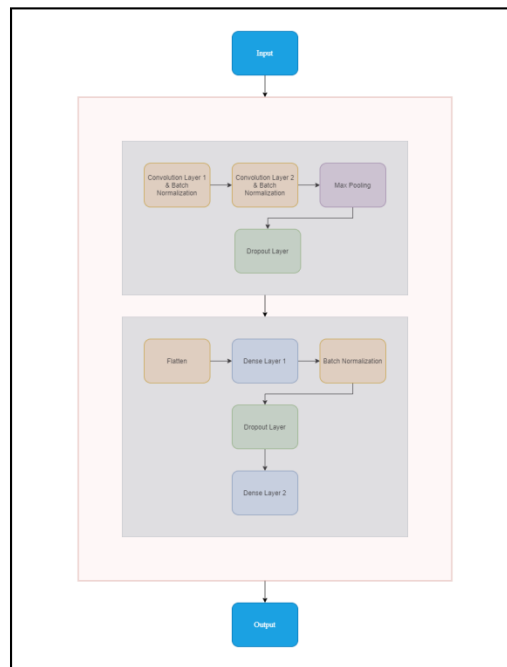 Input
Convolution Layer 1
& Batch
Normalization
Convolution Layer 2
& Batch
Normalization
Max Pooling
Dropout Layer
Flatten
Dense Layer 1
Batch Normalization
Dropout Layer
Dense Layer 2
Output